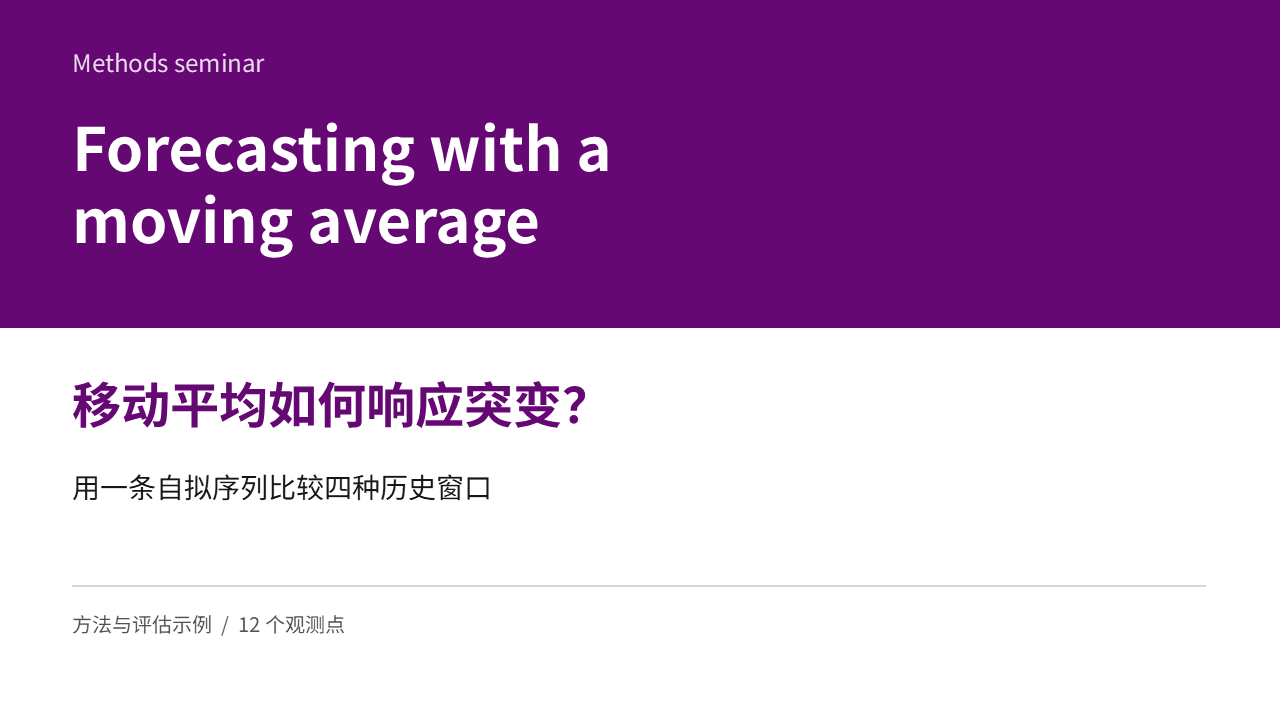 Methods seminar
Forecasting with a
moving average
移动平均如何响应突变？
用一条自拟序列比较四种历史窗口
方法与评估示例 / 12 个观测点